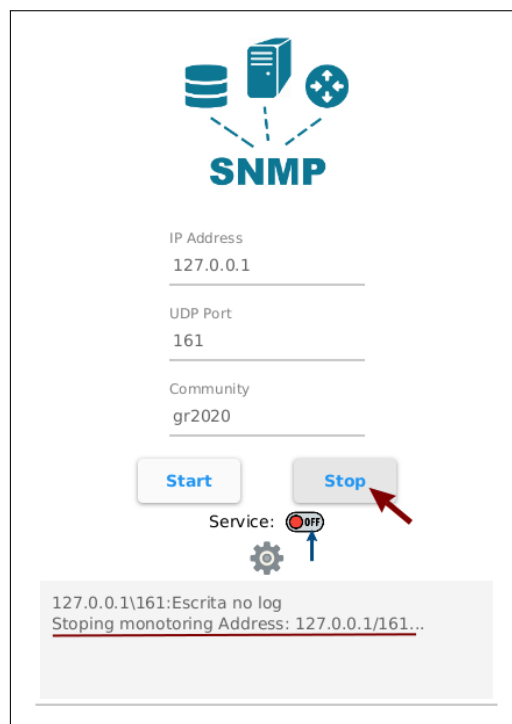 SNMP
IP Address
127.0.0.1
UDP Port
161
Community
gr2020
Start Stop
Service: OFF
127.0.0.1\161:Escrita no log
Stoping monotoring Address: 127.0.0.1/161...